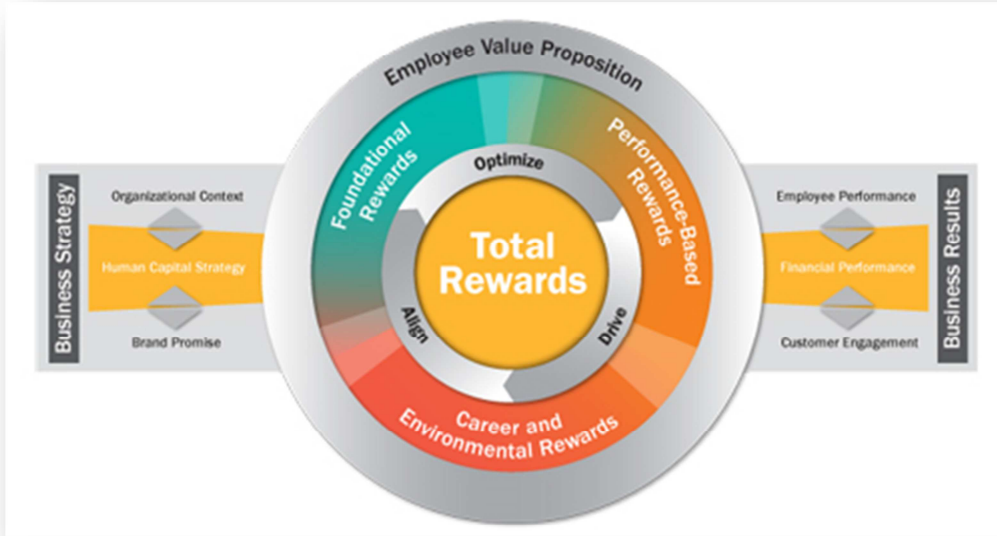 Employee Value Proposition
Foundational
Rewards
Performance-Based
Rewards
Career and
Environmental Rewards
Optimize
Drive
Align
Total
Rewards
Business Strategy
Organizational Context
Human Capital Strategy
Brand Promise
Employee Performance
Financial Performance
Customer Engagement
Business Results